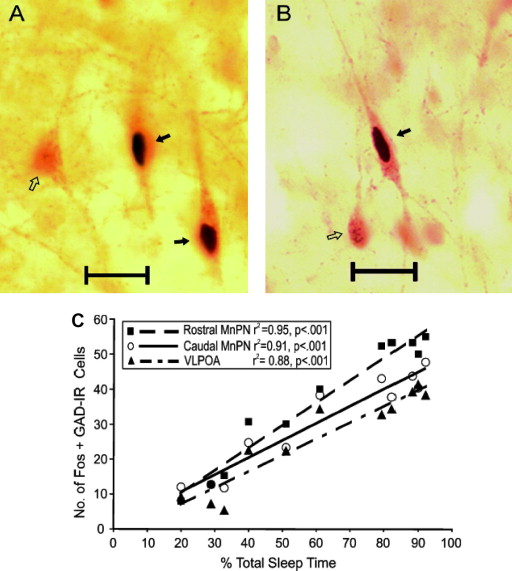 A
B
C
Rostral MnPN r²=0.95, p<.001
Caudal MnPN r²=0.91, p<.001
VLPOA r²= 0.88, p<.001
No. of Fos + GAD-IR Cells
60
50
40
30
20
10
0
0 10 20 30 40 50 60 70 80 90 100
% Total Sleep Time